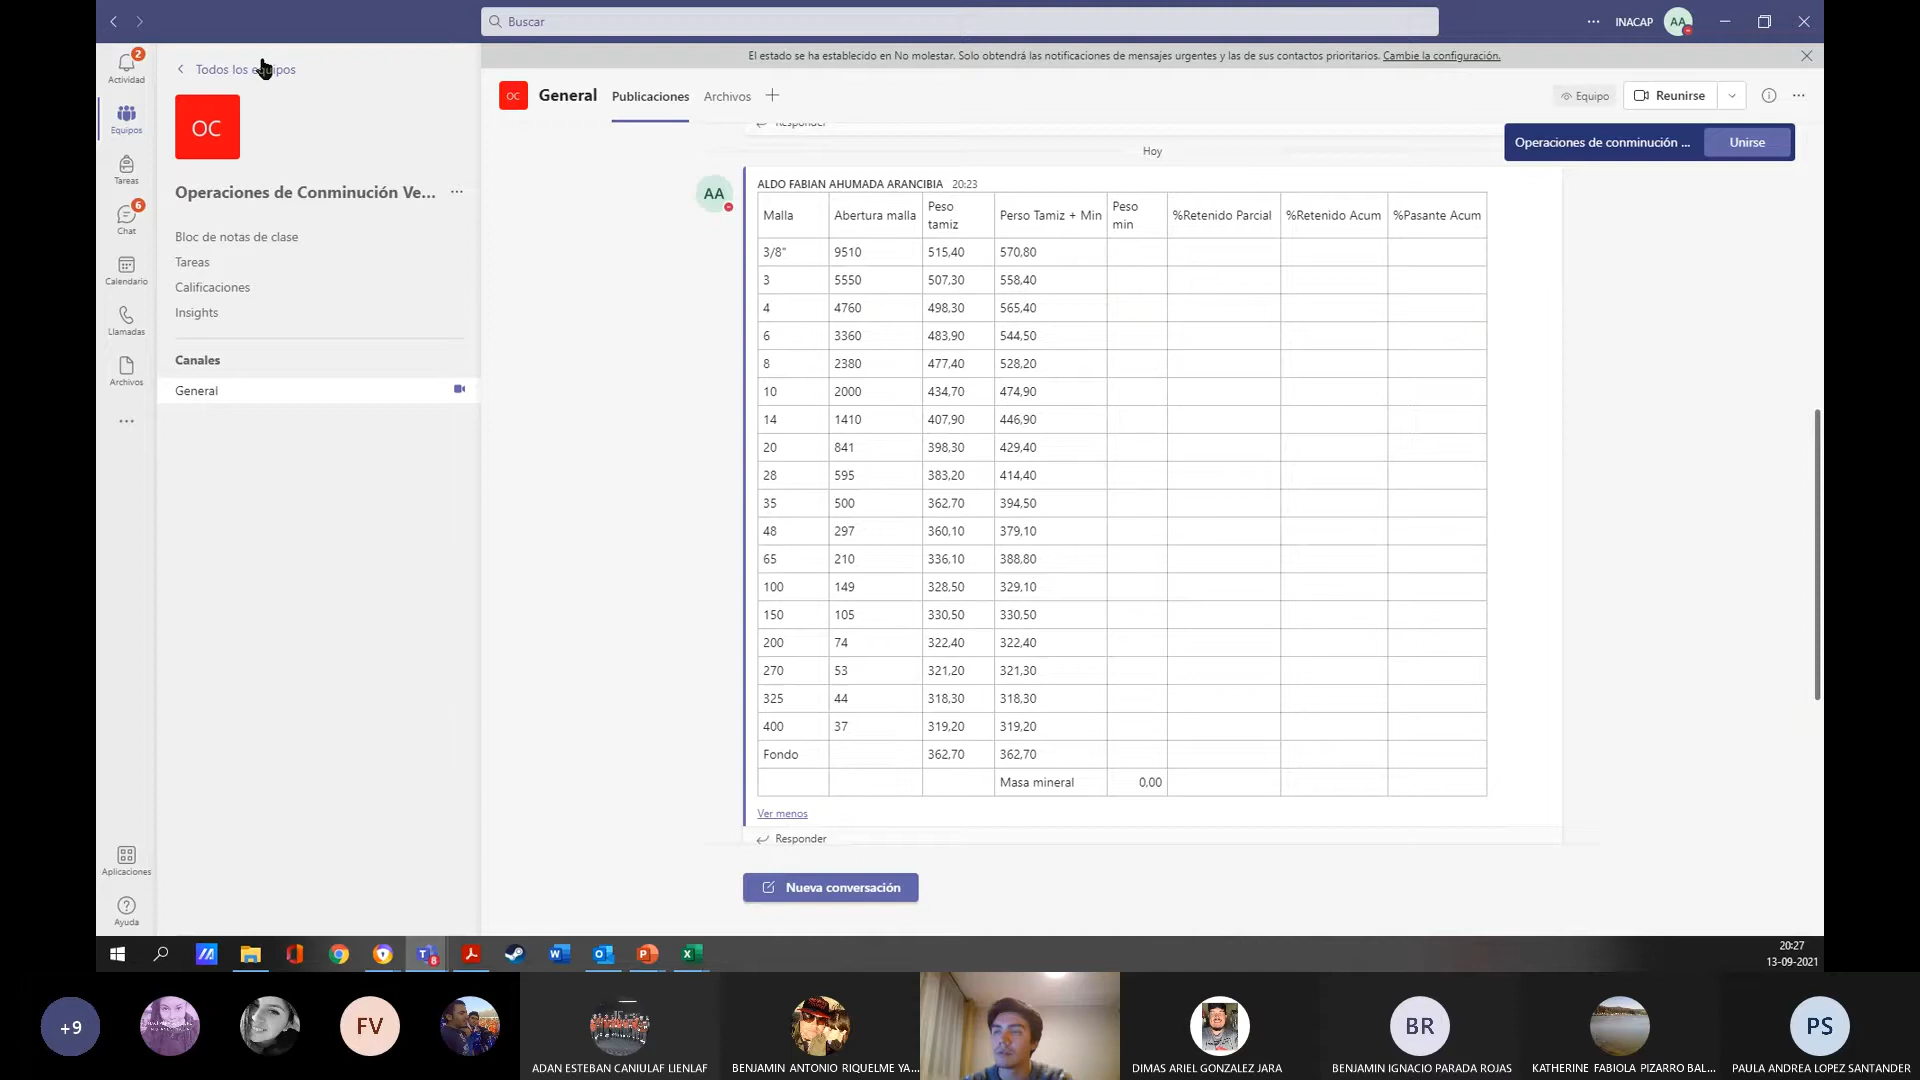 Buscar
INACAP
AA
El estado se ha establecido en No molestar. Solo obtendrá las notificaciones de mensajes urgentes y las de sus contactos prioritarios. Cambie la configuración.
2
Actividad
Equipos
Tareas
6
Chat
Calendario
Llamadas
Archivos
Aplicaciones
Ayuda
Todos los equipos
OC
Operaciones de Conminución Ve...
Bloc de notas de clase
Tareas
Calificaciones
Insights
Canales
General
OC General Publicaciones Archivos
Equipo
Reunirse
Operaciones de conminución ... Unirse
Responder
Hoy
AA
ALDO FABIAN AHUMADA ARANCIBIA 20:23
Malla Abertura malla Peso tamiz Perso Tamiz + Min Peso min %Retenido Parcial %Retenido Acum %Pasante Acum
3/8" 9510 515,40 570,80
3 5550 507,30 558,40
4 4760 498,30 565,40
6 3360 483,90 544,50
8 2380 477,40 528,20
10 2000 434,70 474,90
14 1410 407,90 446,90
20 841 398,30 429,40
28 595 383,20 414,40
35 500 362,70 394,50
48 297 360,10 379,10
65 210 336,10 388,80
100 149 328,50 329,10
150 105 330,50 330,50
200 74 322,40 322,40
270 53 321,20 321,30
325 44 318,30 318,30
400 37 319,20 319,20
Fondo 362,70 362,70
Masa mineral 0,00
Ver menos
Responder
Nueva conversación
20:27
13-09-2021
+9
FV
ADAN ESTEBAN CANIULAF LIENLAF
BENJAMIN ANTONIO RIQUELME YA...
DIMAS ARIEL GONZALEZ JARA
BR
BENJAMIN IGNACIO PARADA ROJAS
KATHERINE FABIOLA PIZARRO BAL...
PS
PAULA ANDREA LOPEZ SANTANDER